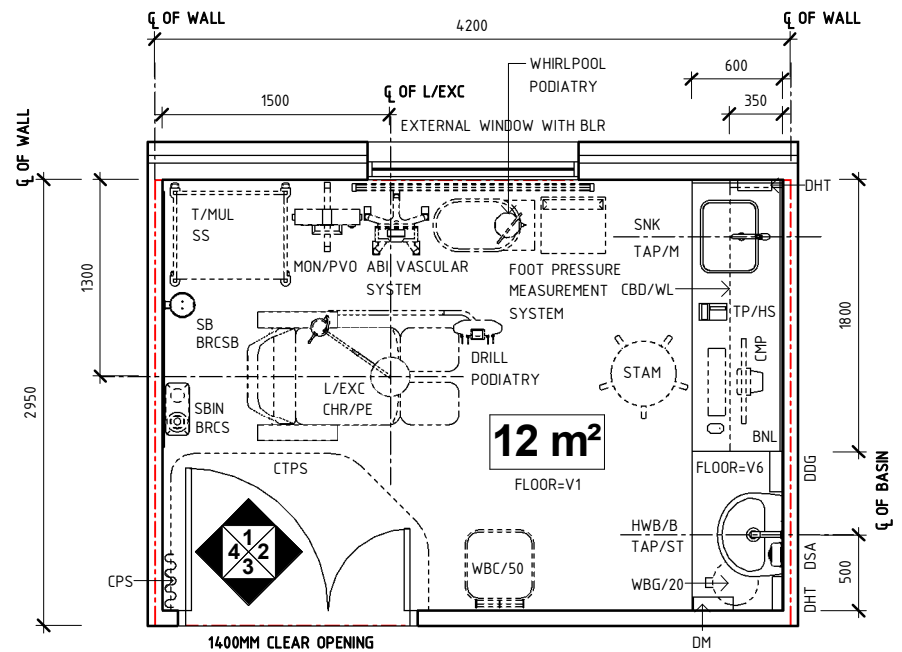 ℄ OF WALL
℄ OF WALL
4200
WHIRLPOOL
PODIATRY
600
1500
℄ OF L/EXC
350
EXTERNAL WINDOW WITH BLR
℄ OF WALL
DHT
T/MUL
SS
SNK
TAP/M
MON/PVO ABI VASCULAR
SYSTEM
FOOT PRESSURE
MEASUREMENT
SYSTEM
CBD/WL
1300
1800
SB
BRCSB
TP/HS
CMP
DRILL
PODIATRY
L/EXC
CHR/PE
STAM
2950
SBIN
BRCS
12 m²
BNL
CTPS
FLOOR=V1
FLOOR=V6
DDG
℄ OF BASIN
1
4 2
3
HWB/B
TAP/ST
DSA
500
CPS
WBC/50
WBG/20
DHT
1400MM CLEAR OPENING
DM